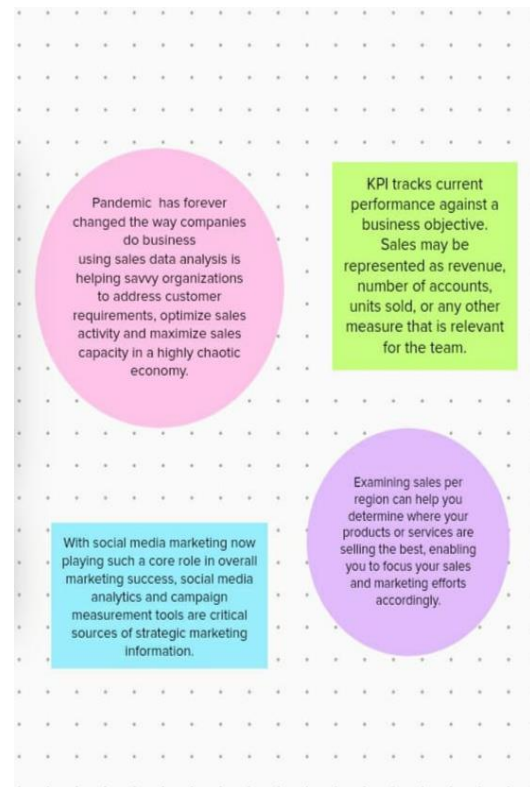 Pandemic has forever
changed the way companies
do business
using sales data analysis is
helping savvy organizations
to address customer
requirements, optimize sales
activity and maximize sales
capacity in a highly chaotic
economy.
KPI tracks current
performance against a
business objective.
Sales may be
represented as revenue,
number of accounts,
units sold, or any other
measure that is relevant
for the team.
With social media marketing now
playing such a core role in overall
marketing success, social media
analytics and campaign
measurement tools are critical
sources of strategic marketing
information.
Examining sales per
region can help you
determine where your
products or services are
selling the best, enabling
you to focus your sales
and marketing efforts
accordingly.